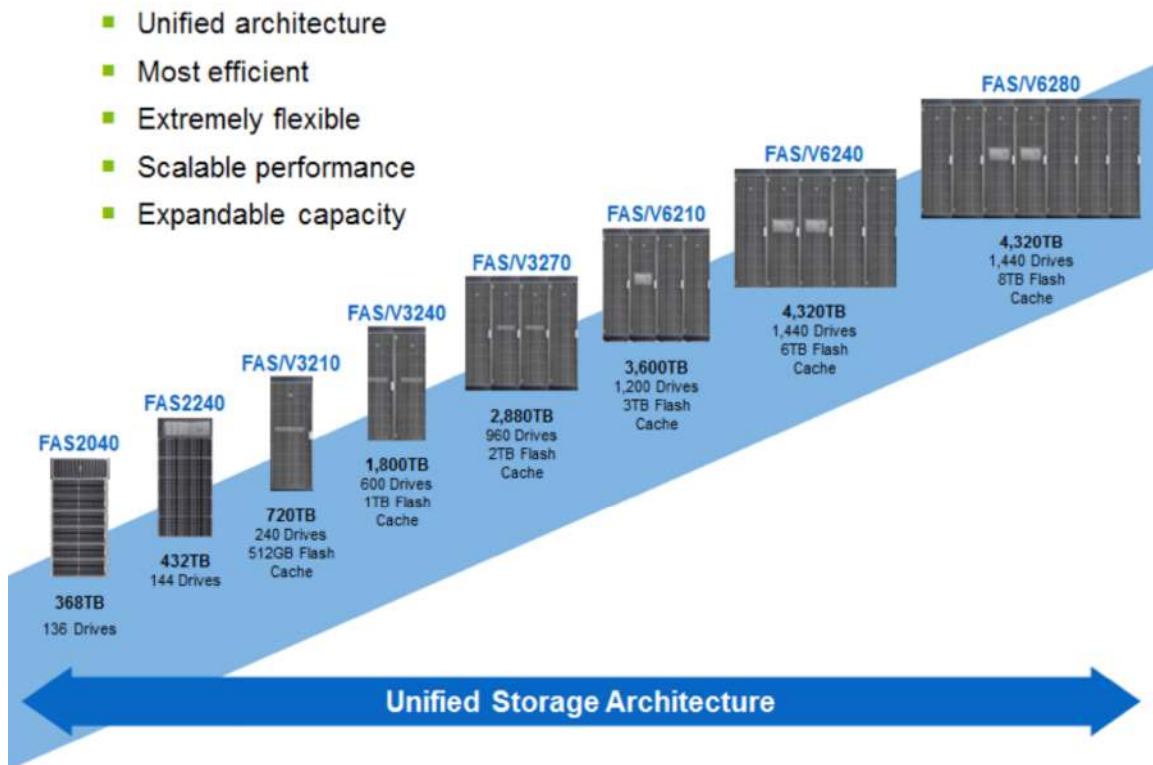 Unified architecture
Most efficient
Extremely flexible
Scalable performance
Expandable capacity
FAS2040
368TB
136 Drives
FAS2240
432TB
144 Drives
FAS/V3210
720TB
240 Drives
512GB Flash
Cache
FAS/V3240
1,800TB
600 Drives
1TB Flash
Cache
FAS/V3270
2,880TB
960 Drives
2TB Flash
Cache
FAS/V6210
3,600TB
1,200 Drives
3TB Flash
Cache
FAS/V6240
4,320TB
1,440 Drives
6TB Flash
Cache
FAS/V6280
4,320TB
1,440 Drives
8TB Flash
Cache
Unified Storage Architecture